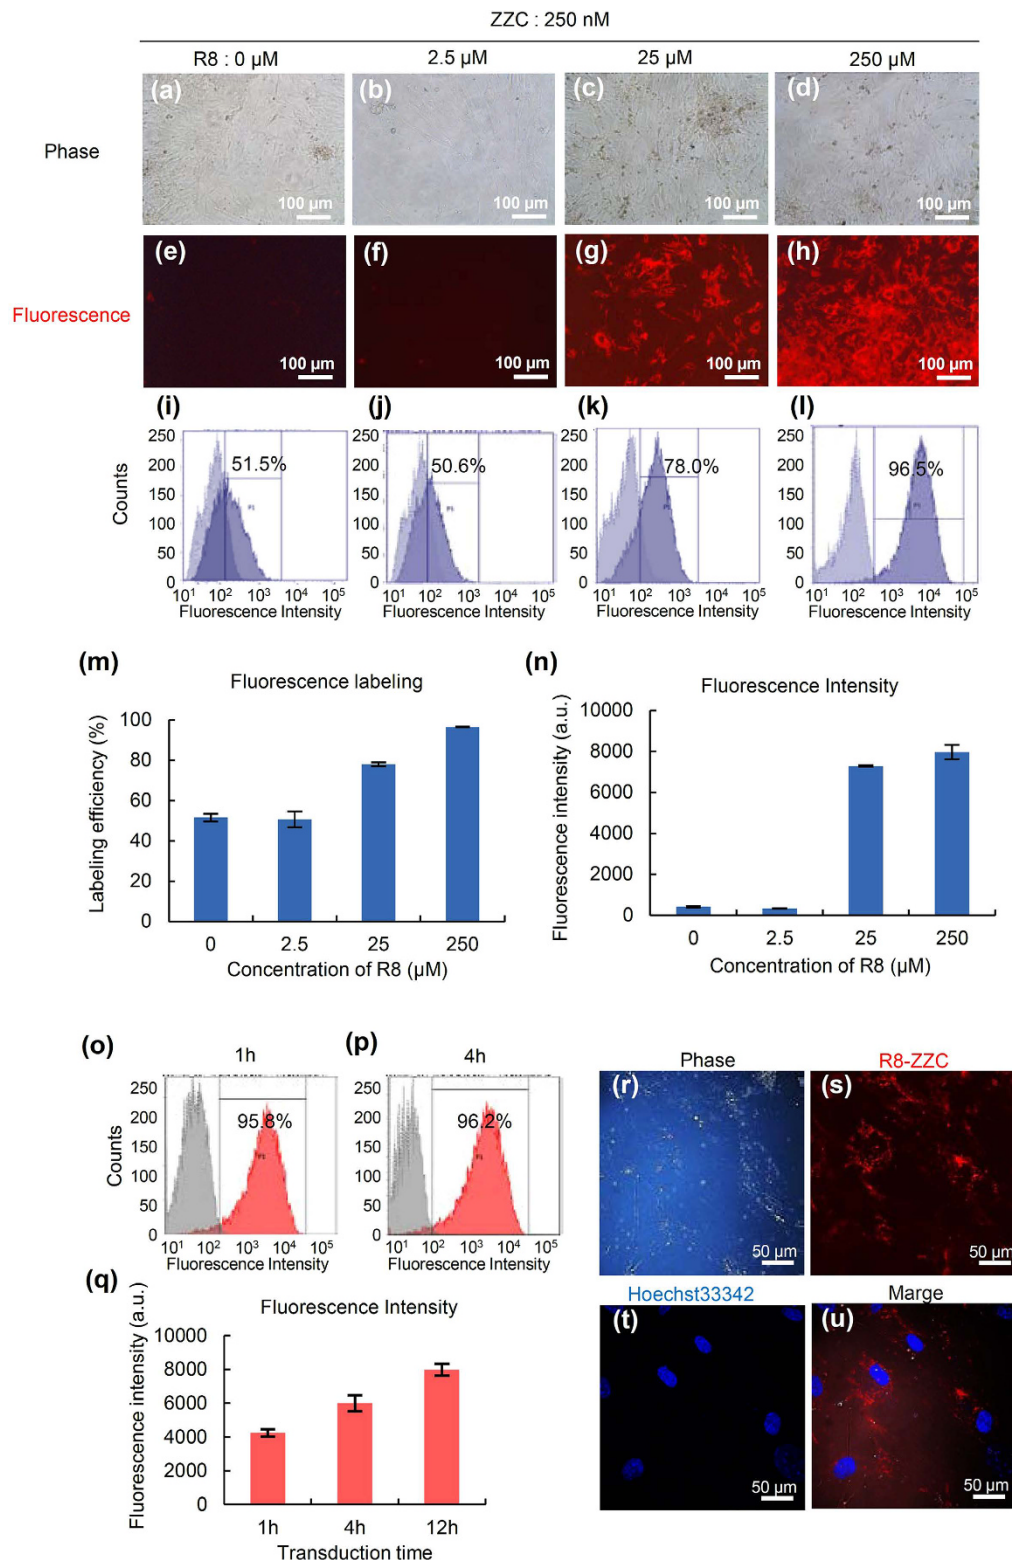 ZZC : 250 nM
R8 : 0 µM 2.5 µM 25 µM 250 µM
Phase
(a) (b) (c) (d)
100 µm 100 µm 100 µm 100 µm
Fluorescence
(e) (f) (g) (h)
100 µm 100 µm 100 µm 100 µm
(i) (j) (k) (l)
Counts
250 250 250 250
200 200 200 200
150 150 150 150
100 100 100 100
50 50 50 50
0 0 0 0
51.5% 50.6% 78.0% 96.5%
P1 P1 P1 P1
10¹ 10² 10³ 10⁴ 10⁵ 10¹ 10² 10³ 10⁴ 10⁵ 10¹ 10² 10³ 10⁴ 10⁵ 10¹ 10² 10³ 10⁴ 10⁵
Fluorescence Intensity Fluorescence Intensity Fluorescence Intensity Fluorescence Intensity
(m)
Fluorescence labeling
Labeling efficiency (%)
100
80
60
40
20
0
0 2.5 25 250
Concentration of R8 (µM)
(n)
Fluorescence Intensity
Fluorescence intensity (a.u.)
10000
8000
6000
4000
2000
0
0 2.5 25 250
Concentration of R8 (µM)
(o) 1h (p) 4h
Counts
250 250
200 200
150 150
100 100
50 50
0 0
95.8% 96.2%
P1 P1
10¹ 10² 10³ 10⁴ 10⁵ 10¹ 10² 10³ 10⁴ 10⁵
Fluorescence Intensity Fluorescence Intensity
(q)
Fluorescence Intensity
Fluorescence intensity (a.u.)
10000
8000
6000
4000
2000
0
1h 4h 12h
Transduction time
Phase R8-ZZC
(r) (s)
50 µm 50 µm
Hoechst33342 Marge
(t) (u)
50 µm 50 µm